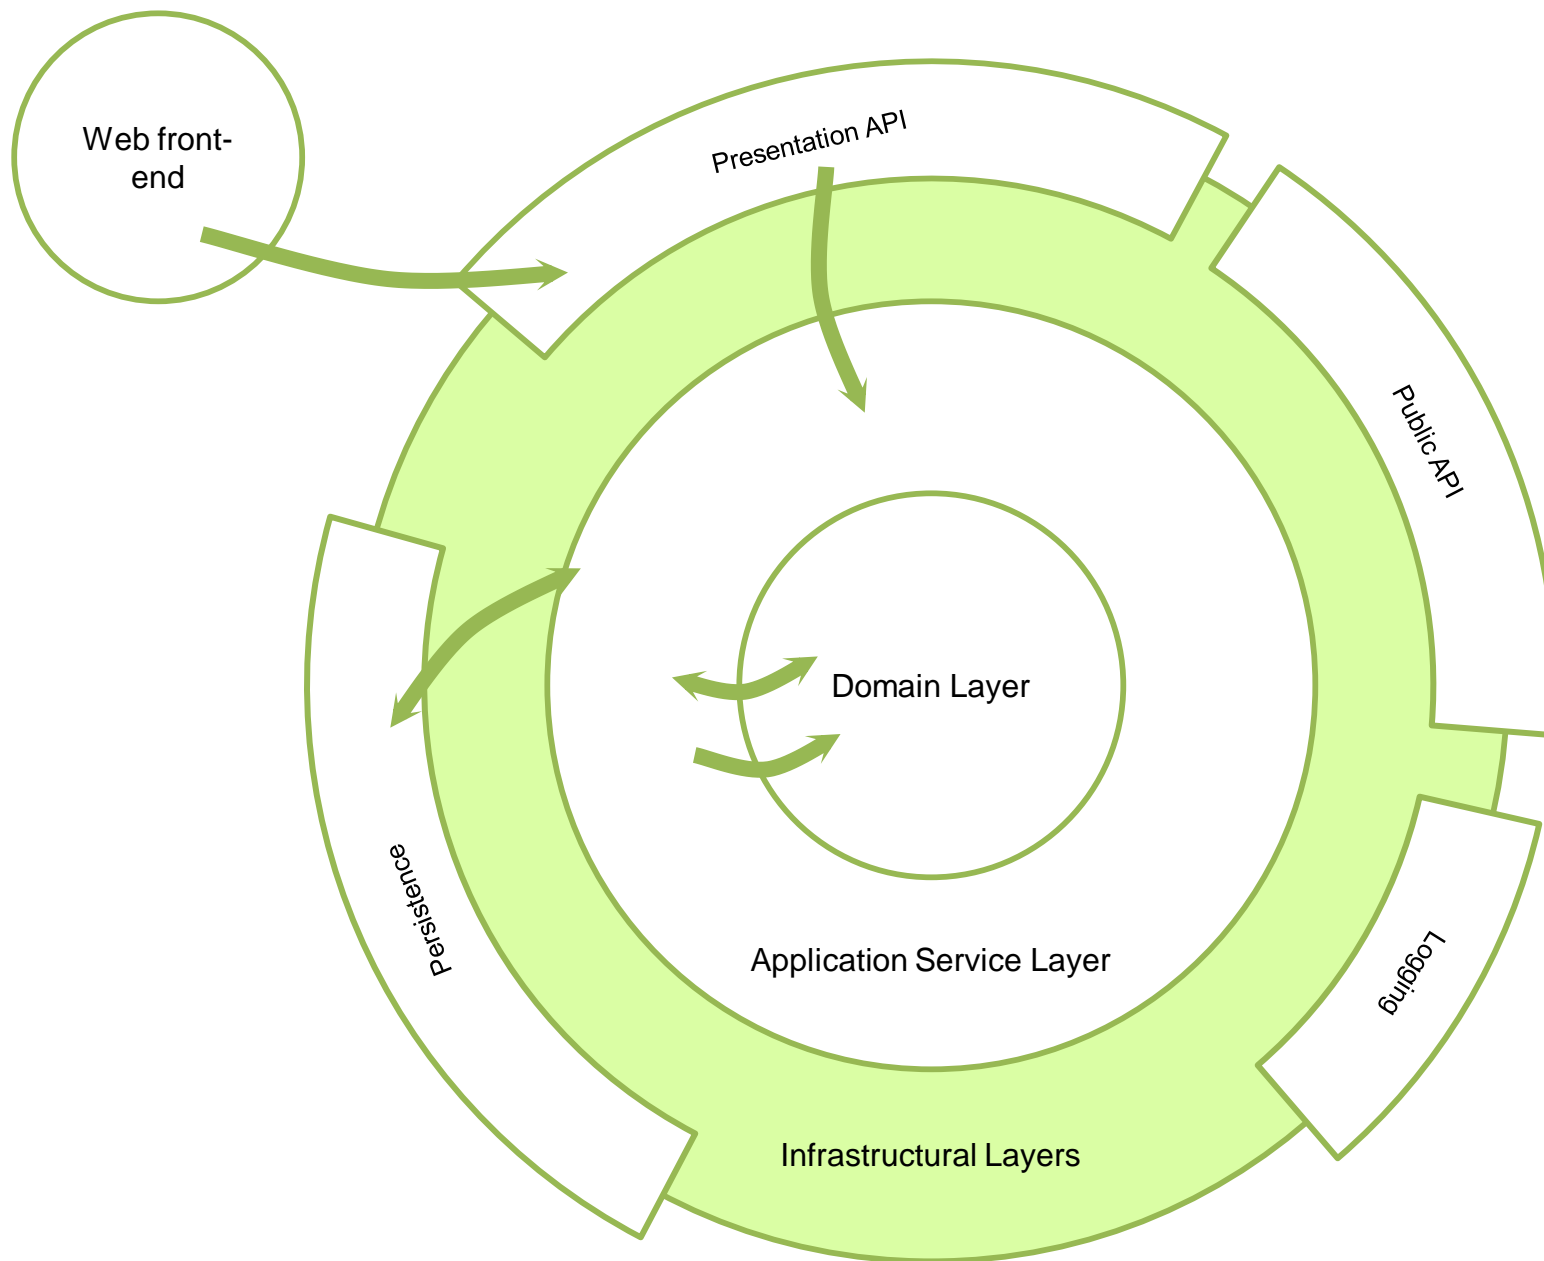 Web front-
end
Presentation API
Public API
Domain Layer
Persistence
Application Service Layer
Logging
Infrastructural Layers